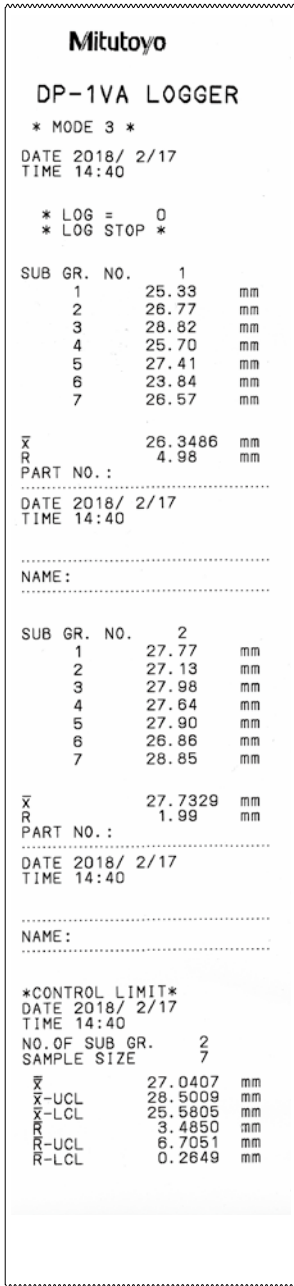 Mitutoyo
DP-1VA LOGGER
* MODE 3 *
DATE 2018/ 2/17
TIME 14:40
* LOG = 0
* LOG STOP *
SUB GR. NO. 1
1 25.33 mm
2 26.77 mm
3 28.82 mm
4 25.70 mm
5 27.41 mm
6 23.84 mm
7 26.57 mm
x̅ 26.3486 mm
R 4.98 mm
PART NO.:
DATE 2018/ 2/17
TIME 14:40
NAME:
SUB GR. NO. 2
1 27.77 mm
2 27.13 mm
3 27.98 mm
4 27.64 mm
5 27.90 mm
6 26.86 mm
7 28.85 mm
x̅ 27.7329 mm
R 1.99 mm
PART NO.:
DATE 2018/ 2/17
TIME 14:40
NAME:
*CONTROL LIMIT*
DATE 2018/ 2/17
TIME 14:40
NO.OF SUB GR. 2
SAMPLE SIZE 7
x̿ 27.0407 mm
x̅-UCL 28.5009 mm
x̅-LCL 25.5805 mm
R̅ 3.4850 mm
R̅-UCL 6.7051 mm
R̅-LCL 0.2649 mm